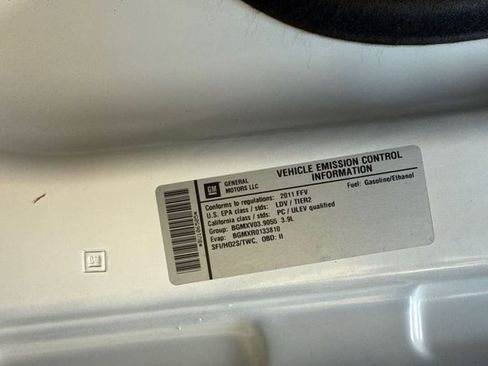 GM
GENERAL MOTORS LLC
VEHICLE EMISSION CONTROL INFORMATION
Conforms to regulations: 2011 FFV
Fuel: Gasoline/Ethanol
U.S. EPA class / stds: LDV / TIER2
California class / stds: PC / ULEV qualified
Group: BGMXV03.9055 3.9L
Evap: BGMXR0133810
SFI/HO2S/TWC, OBD: II